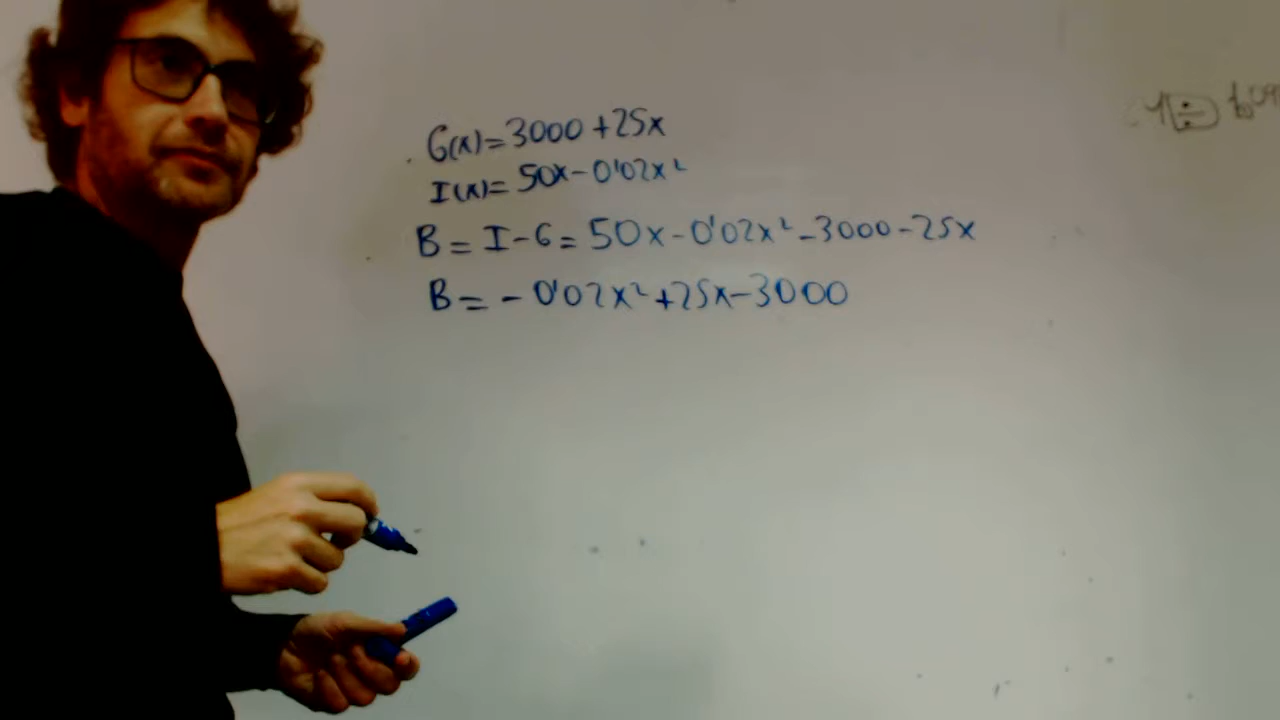 G(x)=3000+25x
I(x)=50x-0'02x²
B=I-G=50x-0'02x²-3000-25x
B=-0'02x²+25x-3000